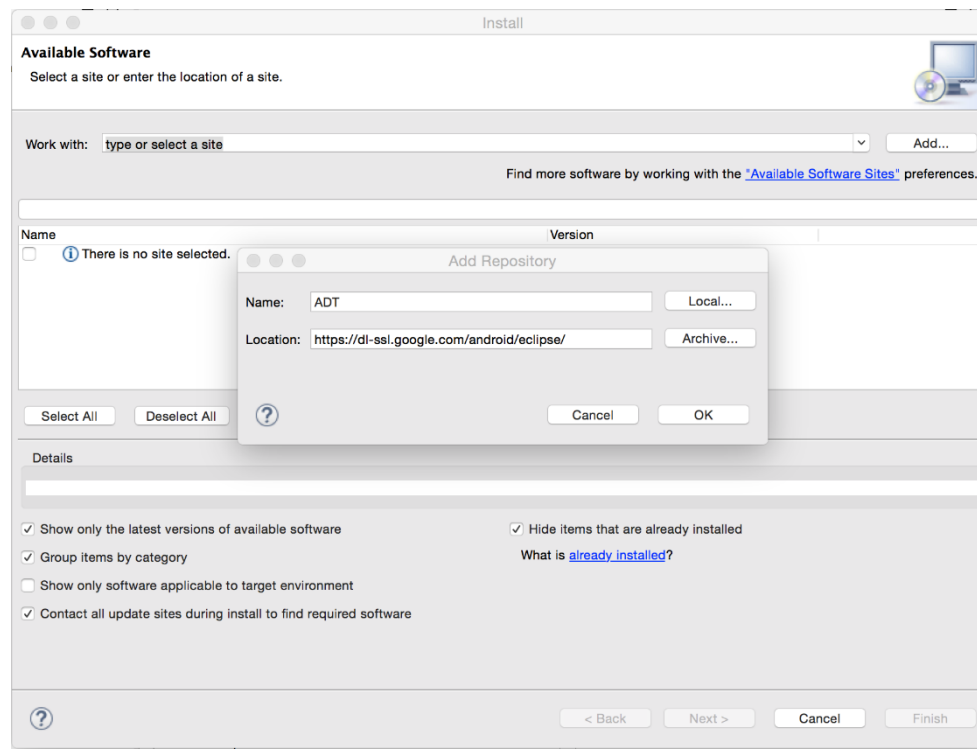 Install
Available Software
Select a site or enter the location of a site.
Work with: type or select a site Add...
Find more software by working with the "Available Software Sites" preferences.
Name Version
There is no site selected.
Add Repository
Name: ADT Local...
Location: https://dl-ssl.google.com/android/eclipse/ Archive...
? Cancel OK
Select All Deselect All
Details
Show only the latest versions of available software Hide items that are already installed
Group items by category What is already installed?
Show only software applicable to target environment
Contact all update sites during install to find required software
? < Back Next > Cancel Finish